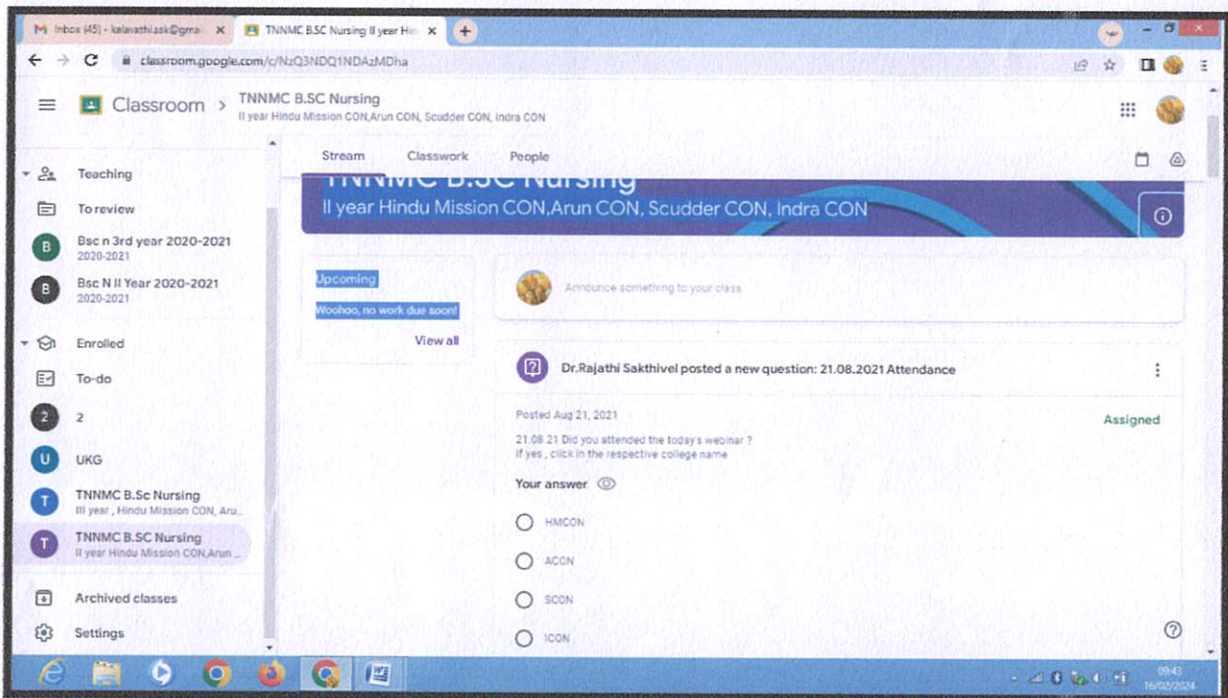 Inbox (45) - kalavathi.ssk@gmai
TNNMC B.SC Nursing II year Hin
classroom.google.com/c/NzQ3NDQ1NDAzMDha
Classroom
TNNMC B.SC Nursing
II year Hindu Mission CON,Arun CON, Scudder CON, Indra CON
Stream Classwork People
Teaching
To review
B
Bsc n 3rd year 2020-2021
2020-2021
B
Bsc N II Year 2020-2021
2020-2021
Enrolled
To-do
2
2
U
UKG
T
TNNMC B.Sc Nursing
III year , Hindu Mission CON, Aru...
T
TNNMC B.SC Nursing
II year Hindu Mission CON,Arun ...
Archived classes
Settings
TNNMC B.SC Nursing
II year Hindu Mission CON,Arun CON, Scudder CON, Indra CON
Upcoming
Woohoo, no work due soon!
View all
Announce something to your class
Dr.Rajathi Sakthivel posted a new question: 21.08.2021 Attendance
Posted Aug 21, 2021
Assigned
21.08.21 Did you attended the today's webinar ?
If yes , click in the respective college name
Your answer
HMCON
ACON
SCON
ICON
09:43
16/02/2024